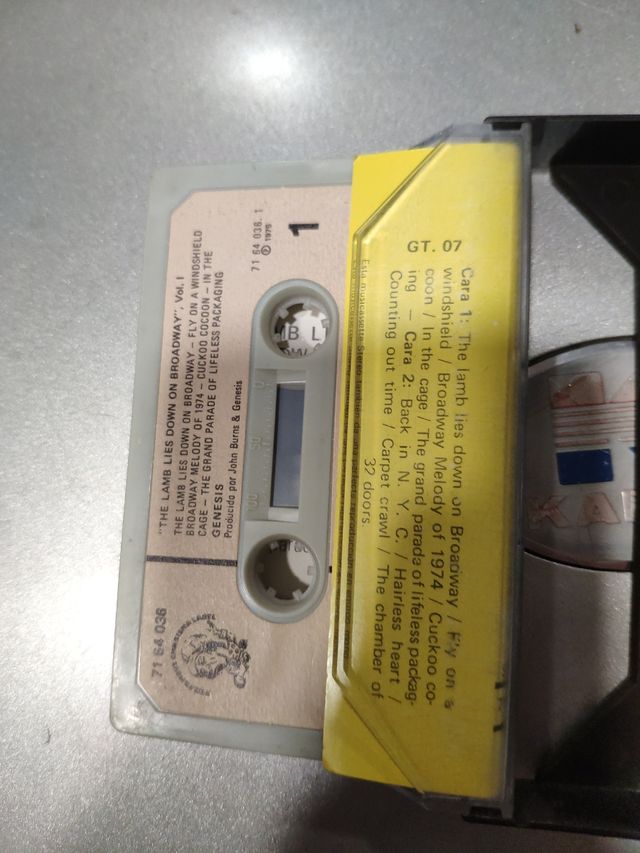 "THE LAMB LIES DOWN ON BROADWAY", Vol. I
THE LAMB LIES DOWN ON BROADWAY - FLY ON A WINDSHIELD
BROADWAY MELODY OF 1974 - CUCKOO COCOON - IN THE
CAGE - THE GRAND PARADE OF LIFELESS PACKAGING
GENESIS
Producida por John Burns & Genesis
71 64 036.1
℗ 1975
1
71 64 036
GT. 07
Cara 1: The lamb lies down on Broadway / Fly on a
windshield / Broadway Melody of 1974 / Cuckoo co-
coon / In the cage / The grand parada of lifeless packag-
ing — Cara 2: Back in N. Y. C. / Hairless heart /
Counting out time / Carpet crawl / The chamber of
32 doors